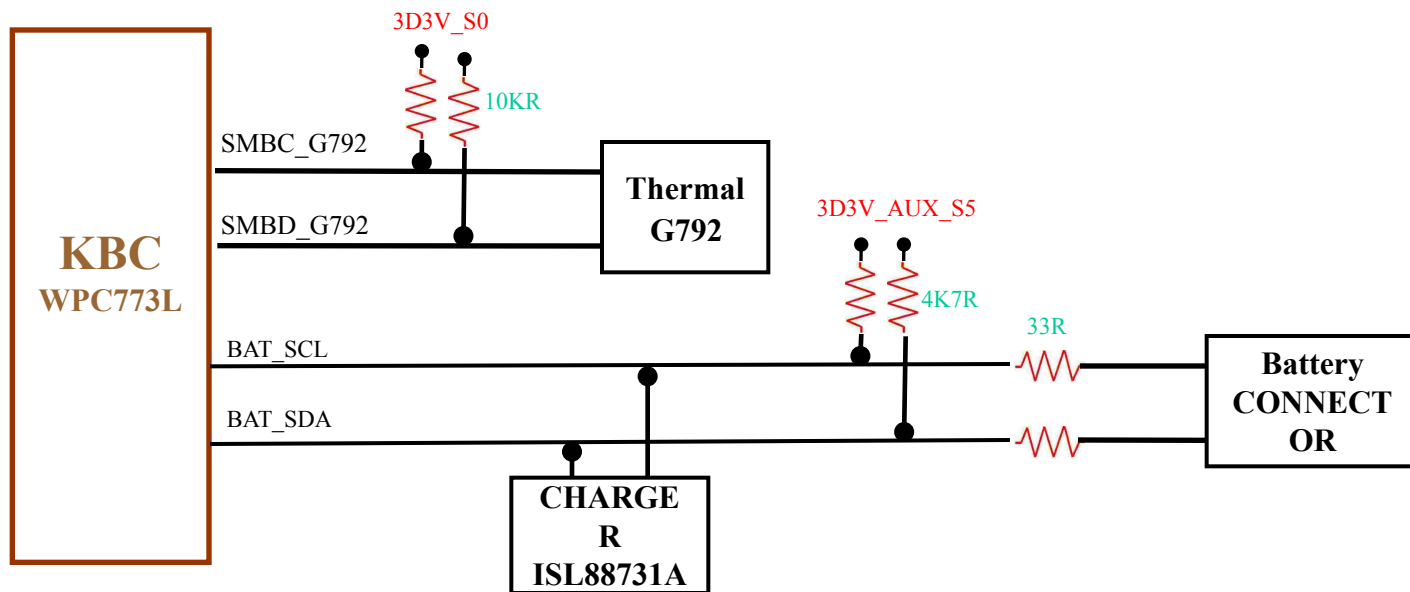 3D3V_S0
10KR
SMBC_G792
SMBD_G792
Thermal
G792
KBC
WPC773L
3D3V_AUX_S5
4K7R
33R
BAT_SCL
BAT_SDA
Battery
CONNECT
OR
CHARGE
R
ISL88731A